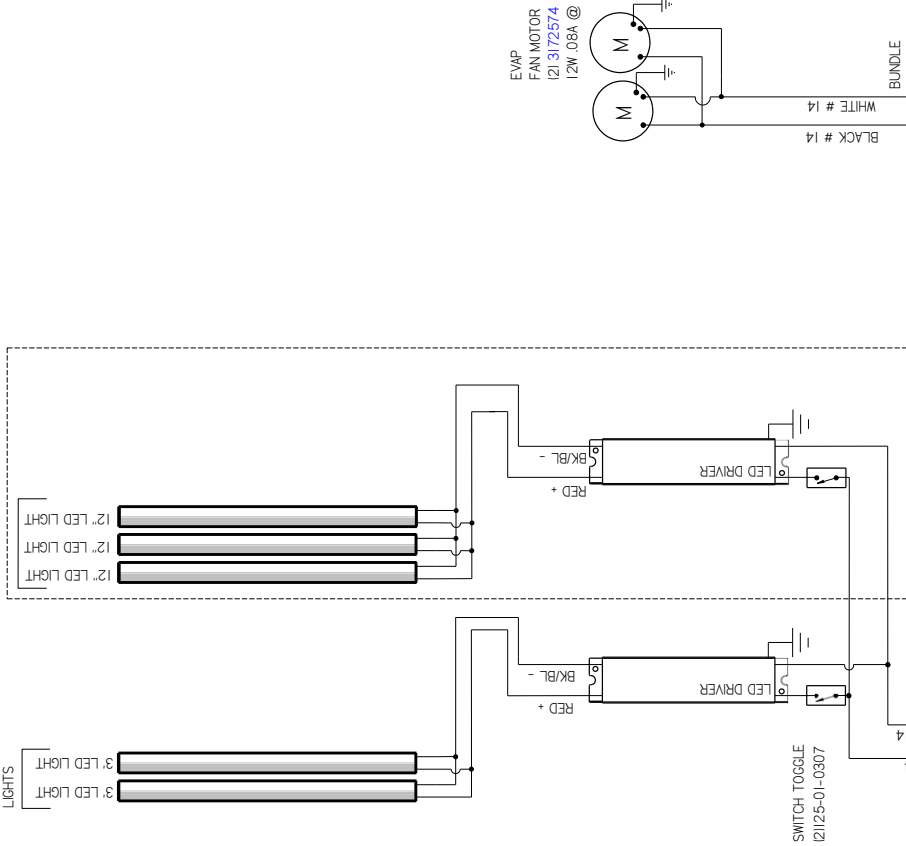 EVAP
FAN MOTOR
(2) 3172574
12W .08A @
M
M
BUNDLE
WHITE # 14
BLACK # 14
BK/BL -
RED +
LED DRIVER
12" LED LIGHT
12" LED LIGHT
12" LED LIGHT
BK/BL -
RED +
LED DRIVER
LIGHTS
3' LED LIGHT
3' LED LIGHT
SWITCH TOGGLE
(2)125-01-0307
4